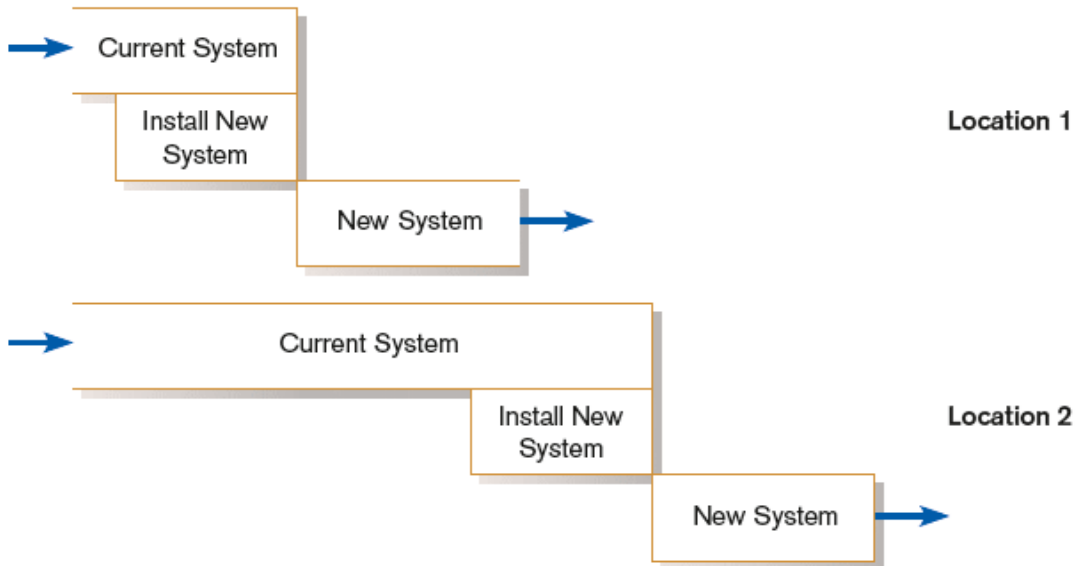 Current System
Install New
System
Location 1
New System
Current System
Install New
System
Location 2
New System